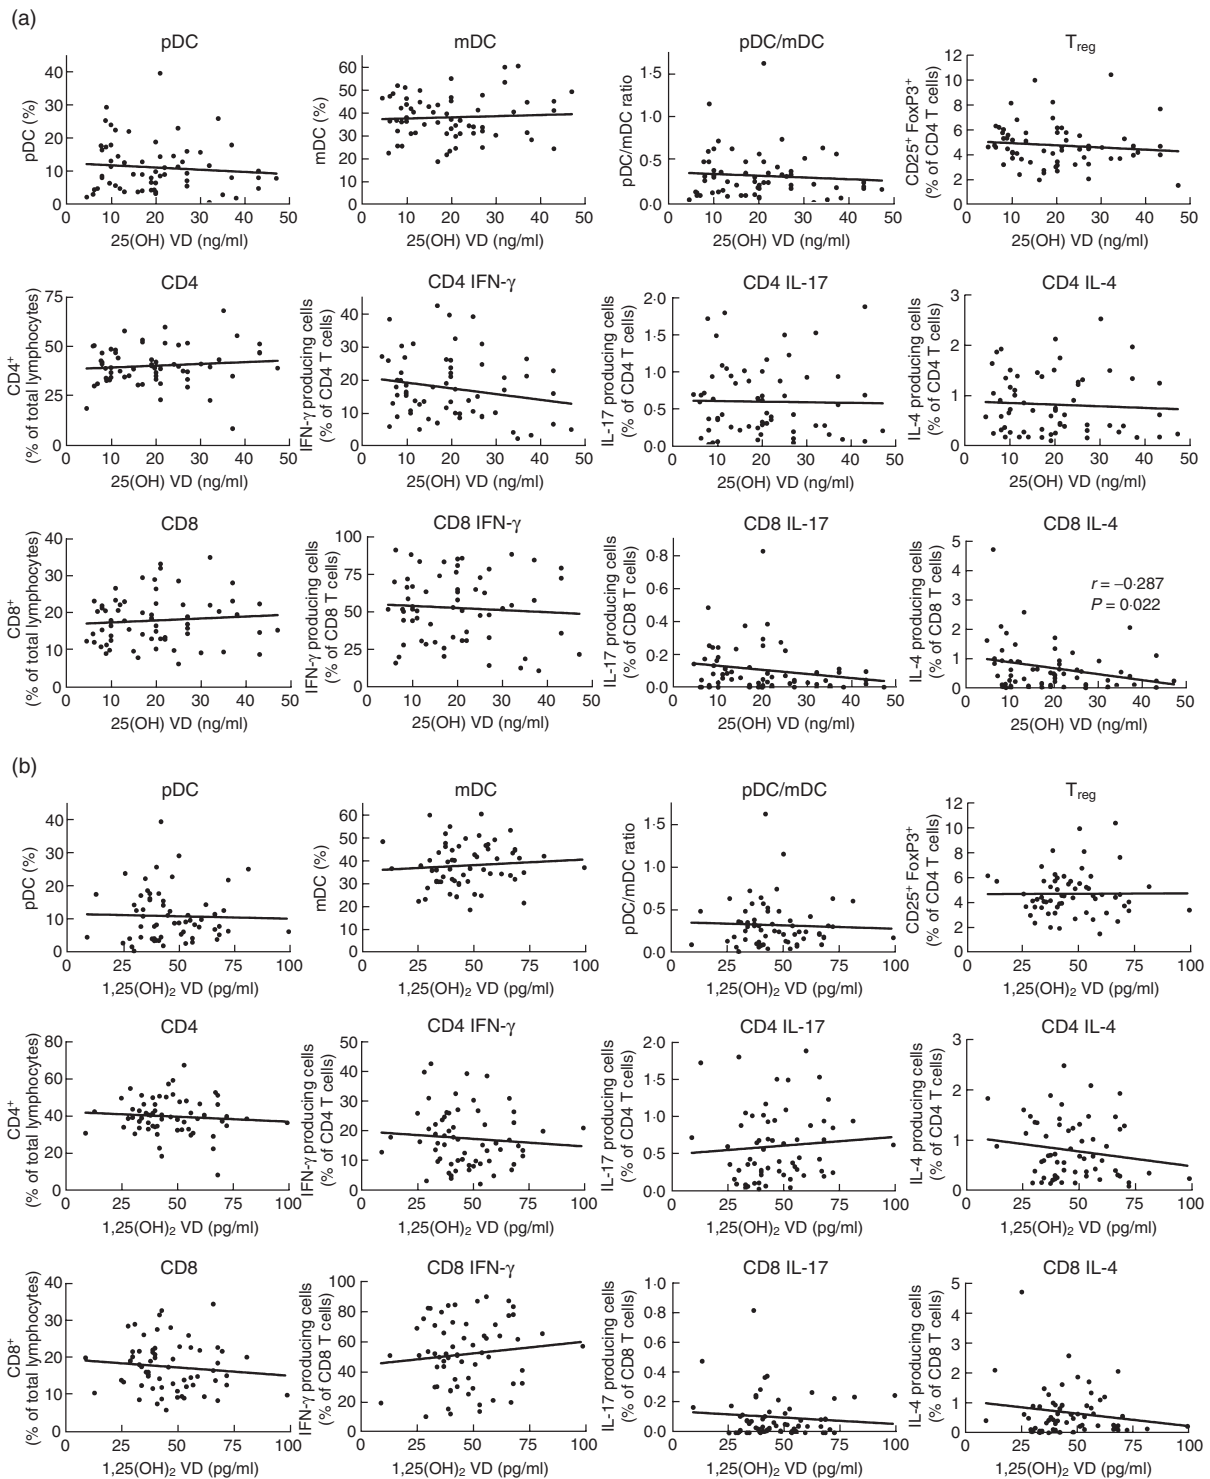 (a)
pDC
mDC
pDC/mDC
Treg
pDC (%)
40
30
20
10
0
0 10 20 30 40 50
25(OH) VD (ng/ml)
mDC (%)
60
50
40
30
20
10
0
0 10 20 30 40 50
25(OH) VD (ng/ml)
pDC/mDC ratio
1·5
1·0
0·5
0·0
0 10 20 30 40 50
25(OH) VD (ng/ml)
CD25+ FoxP3+
(% of CD4 T cells)
12
10
8
6
4
2
0
0 10 20 30 40 50
25(OH) VD (ng/ml)
CD4
CD4 IFN-γ
CD4 IL-17
CD4 IL-4
CD4+
(% of total lymphocytes)
75
50
25
0
0 10 20 30 40 50
25(OH) VD (ng/ml)
IFN-γ producing cells
(% of CD4 T cells)
40
30
20
10
0
0 10 20 30 40 50
25(OH) VD (ng/ml)
IL-17 producing cells
(% of CD4 T cells)
2·0
1·5
1·0
0·5
0·0
0 10 20 30 40 50
25(OH) VD (ng/ml)
IL-4 producing cells
(% of CD4 T cells)
3
2
1
0
0 10 20 30 40 50
25(OH) VD (ng/ml)
CD8
CD8 IFN-γ
CD8 IL-17
CD8 IL-4
CD8+
(% of total lymphocytes)
40
30
20
10
0
0 10 20 30 40 50
25(OH) VD (ng/ml)
IFN-γ producing cells
(% of CD8 T cells)
100
75
50
25
0
0 10 20 30 40 50
25(OH) VD (ng/ml)
IL-17 producing cells
(% of CD8 T cells)
0·8
0·6
0·4
0·2
0·0
0 10 20 30 40 50
25(OH) VD (ng/ml)
IL-4 producing cells
(% of CD8 T cells)
5
4
3
2
1
0
r = –0·287
P = 0·022
0 10 20 30 40 50
25(OH) VD (ng/ml)
(b)
pDC
mDC
pDC/mDC
Treg
pDC (%)
40
30
20
10
0
0 25 50 75 100
1,25(OH)2 VD (pg/ml)
mDC (%)
60
50
40
30
20
10
0
0 25 50 75 100
1,25(OH)2 VD (pg/ml)
pDC/mDC ratio
1·5
1·0
0·5
0·0
0 25 50 75 100
1,25(OH)2 VD (pg/ml)
CD25+ FoxP3+
(% of CD4 T cells)
12
10
8
6
4
2
0
0 25 50 75 100
1,25(OH)2 VD (pg/ml)
CD4
CD4 IFN-γ
CD4 IL-17
CD4 IL-4
CD4+
(% of total lymphocytes)
80
60
40
20
0
0 25 50 75 100
1,25(OH)2 VD (pg/ml)
IFN-γ producing cells
(% of CD4 T cells)
50
40
30
20
10
0
0 25 50 75 100
1,25(OH)2 VD (pg/ml)
IL-17 producing cells
(% of CD4 T cells)
2·0
1·5
1·0
0·5
0·0
0 25 50 75 100
1,25(OH)2 VD (pg/ml)
IL-4 producing cells
(% of CD4 T cells)
3
2
1
0
0 25 50 75 100
1,25(OH)2 VD (pg/ml)
CD8
CD8 IFN-γ
CD8 IL-17
CD8 IL-4
CD8+
(% of total lymphocytes)
40
30
20
10
0
0 25 50 75 100
1,25(OH)2 VD (pg/ml)
IFN-γ producing cells
(% of CD8 T cells)
100
80
60
40
20
0
0 25 50 75 100
1,25(OH)2 VD (pg/ml)
IL-17 producing cells
(% of CD8 T cells)
1·0
0·8
0·6
0·4
0·2
0·0
0 25 50 75 100
1,25(OH)2 VD (pg/ml)
IL-4 producing cells
(% of CD8 T cells)
5
4
3
2
1
0
0 25 50 75 100
1,25(OH)2 VD (pg/ml)